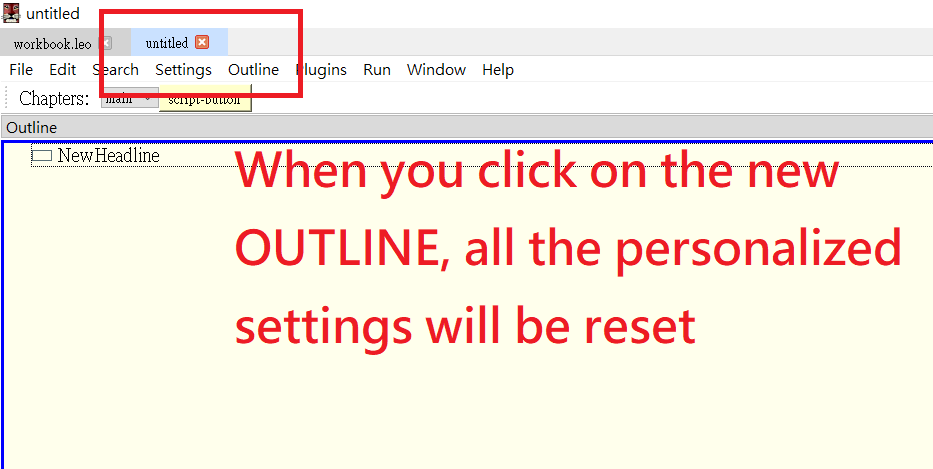 untitled
workbook.leo untitled
File Edit Search Settings Outline Plugins Run Window Help
Chapters: main script-button
Outline
NewHeadline
When you click on the new
OUTLINE, all the personalized
settings will be reset